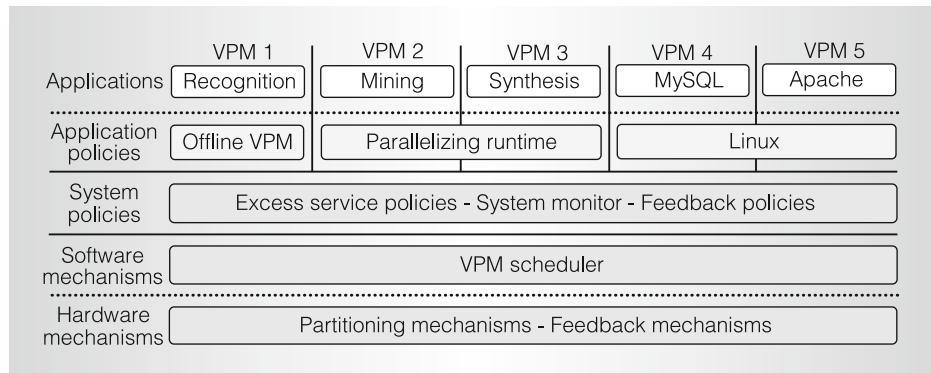 VPM 1 VPM 2 VPM 3 VPM 4 VPM 5
Applications Recognition Mining Synthesis MySQL Apache
Application
policies
Offline VPM Parallelizing runtime Linux
System
policies
Excess service policies - System monitor - Feedback policies
Software
mechanisms
VPM scheduler
Hardware
mechanisms
Partitioning mechanisms - Feedback mechanisms